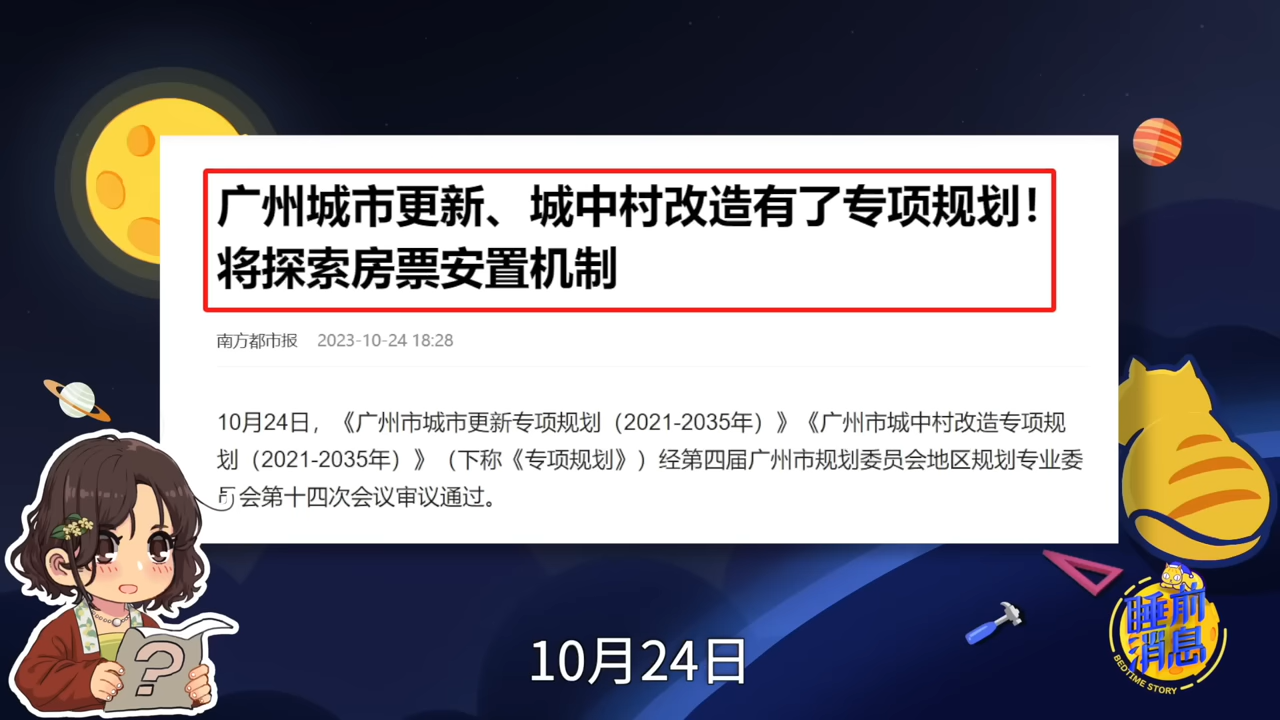 广州城市更新、城中村改造有了专项规划！
将探索房票安置机制
南方都市报 2023-10-24 18:28
10月24日，《广州市城市更新专项规划（2021-2035年）》《广州市城中村改造专项规
划（2021-2035年）》（下称《专项规划》）经第四届广州市规划委员会地区规划专业委
员会第十四次会议审议通过。
?
10月24日
睡前
消息
BEDTIME STORY